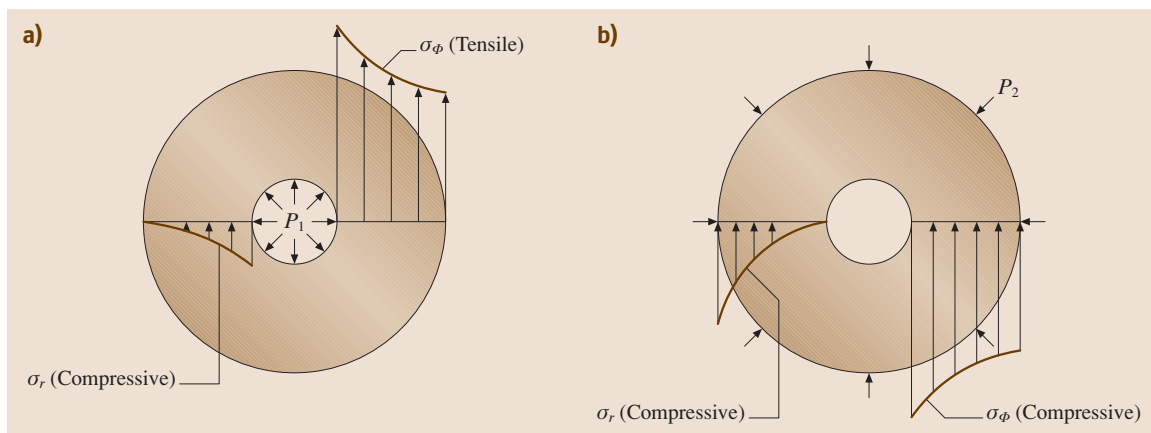 a)
σΦ (Tensile)
P1
σr (Compressive)
b)
P2
σr (Compressive)
σΦ (Compressive)